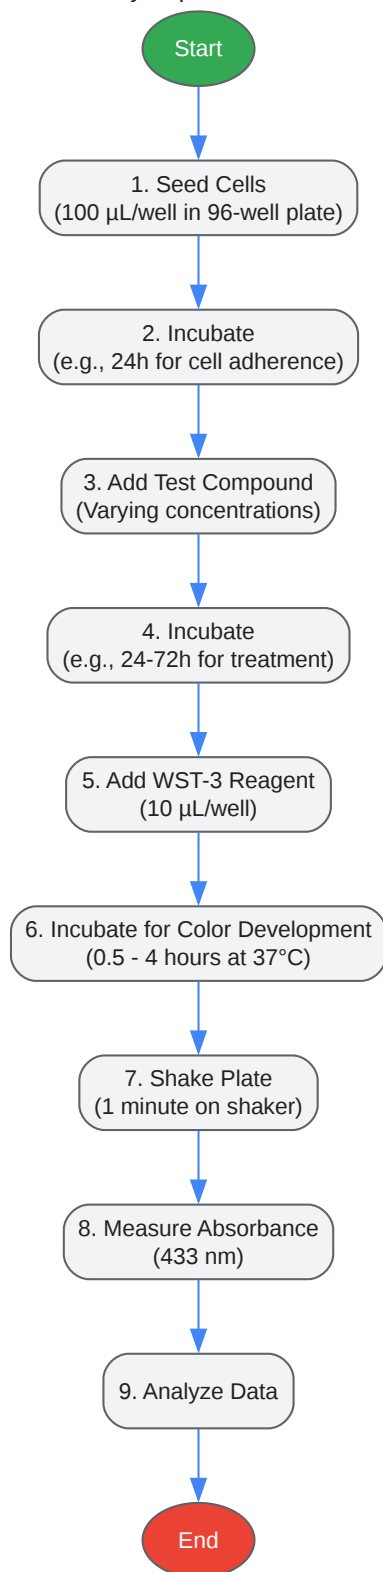 Start
1. Seed Cells
(100 µL/well in 96-well plate)
2. Incubate
(e.g., 24h for cell adherence)
3. Add Test Compound
(Varying concentrations)
4. Incubate
(e.g., 24-72h for treatment)
5. Add WST-3 Reagent
(10 µL/well)
6. Incubate for Color Development
(0.5 - 4 hours at 37°C)
7. Shake Plate
(1 minute on shaker)
8. Measure Absorbance
(433 nm)
9. Analyze Data
End